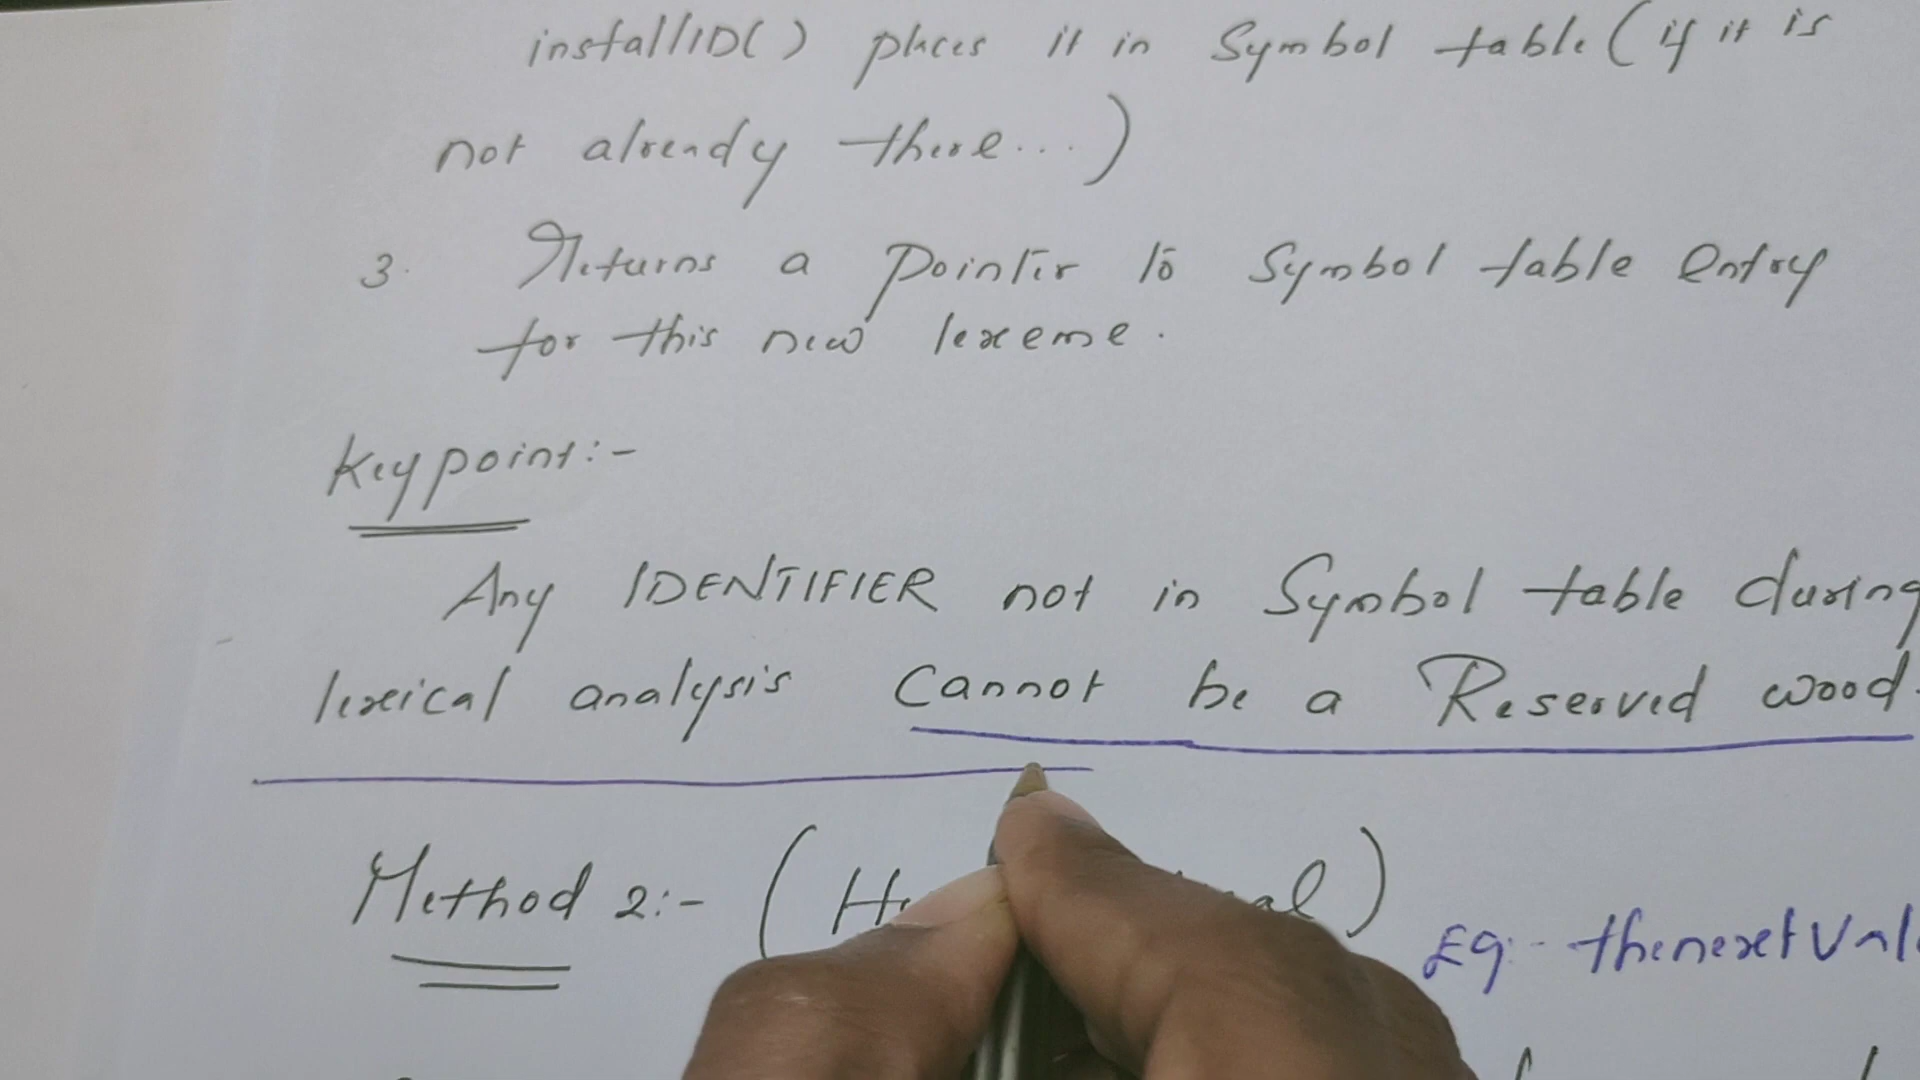 installID() places it in Symbol table (if it is
not already there...)
3. Returns a Pointer to Symbol table Entry
for this new lexeme.
Key point:-
Any IDENTIFIER not in Symbol table during
lexical analysis Cannot be a Reserved word.
Method 2:- (
Eg:- thenextval